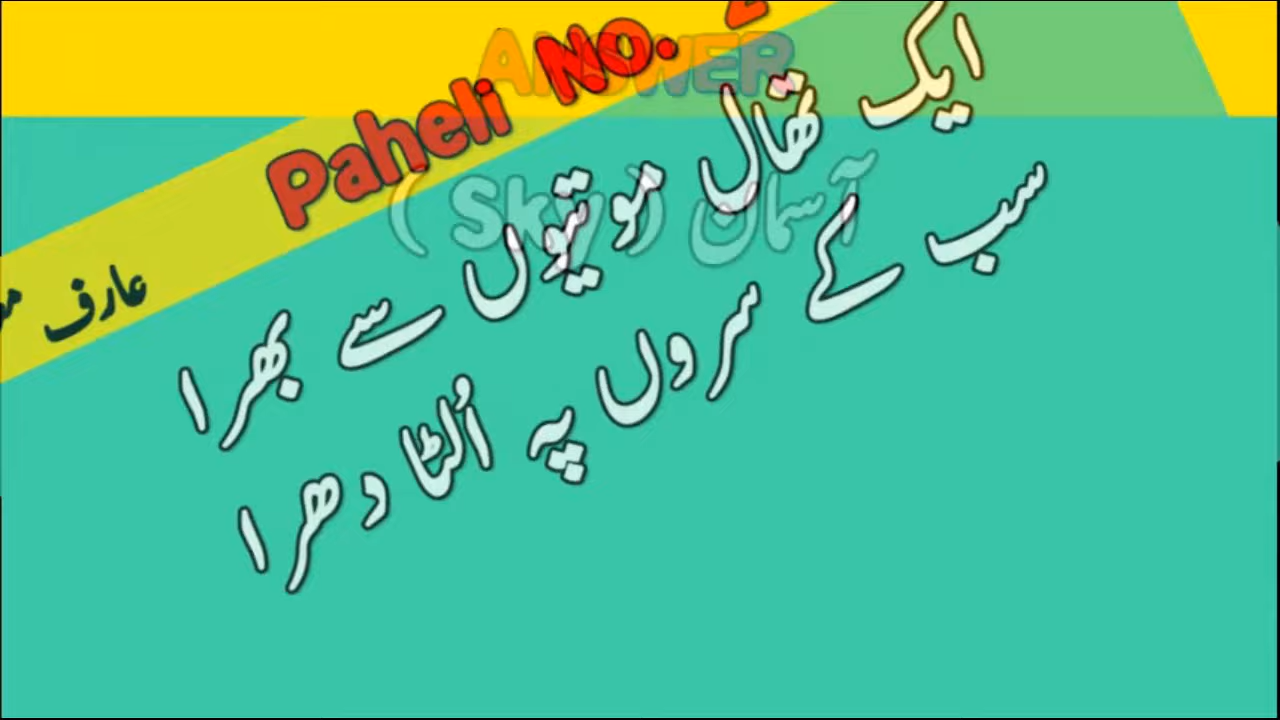 Paheli NO.
ANSWER
ایک تھال موتیوں سے بھرا
آسمان (Sky)
سب کے سروں پہ اُلٹا دھرا
عارف